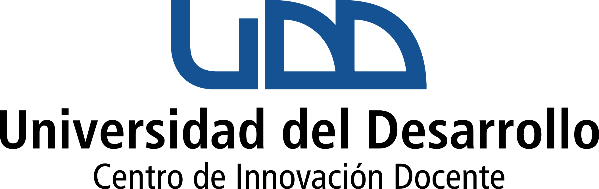 UDD
Universidad del Desarrollo
Centro de Innovación Docente